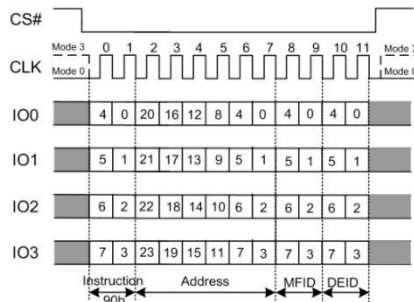 CS#
Mode 3 0 1 2 3 4 5 6 7 8 9 10 11 Mode 3
CLK Mode 0 Mode 0
IO0 4 0 20 16 12 8 4 0 4 0 4 0
IO1 5 1 21 17 13 9 5 1 5 1 5 1
IO2 6 2 22 18 14 10 6 2 6 2 6 2
IO3 7 3 23 19 15 11 7 3 7 3 7 3
Instruction Address MFID DEID
90h